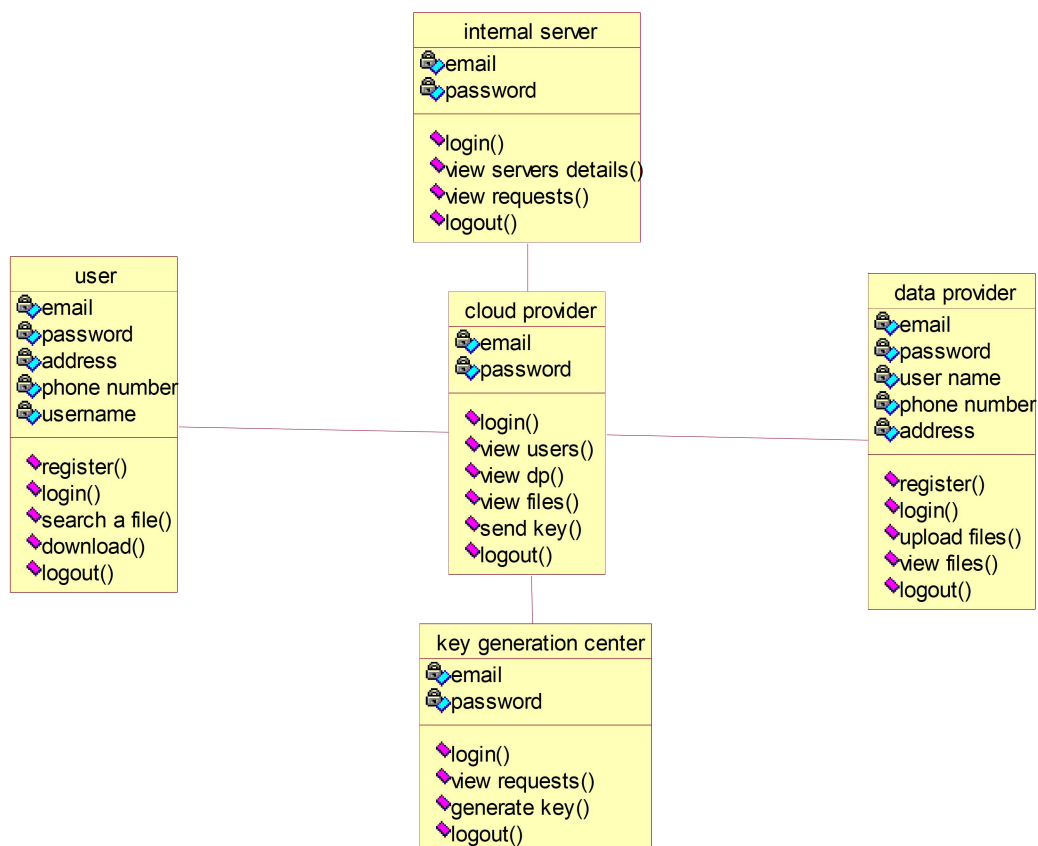 internal server
email
password
login()
view servers details()
view requests()
logout()
user
email
password
address
phone number
username
register()
login()
search a file()
download()
logout()
cloud provider
email
password
login()
view users()
view dp()
view files()
send key()
logout()
data provider
email
password
user name
phone number
address
register()
login()
upload files()
view files()
logout()
key generation center
email
password
login()
view requests()
generate key()
logout()